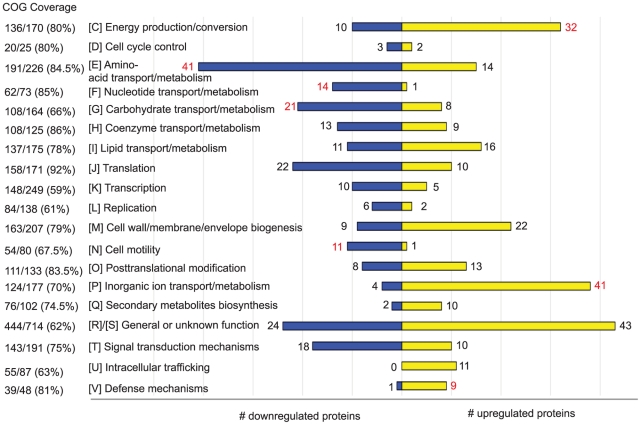 COG Coverage
136/170 (80%) [C] Energy production/conversion 10 32
20/25 (80%) [D] Cell cycle control 3 2
191/226 (84.5%) [E] Amino-acid transport/metabolism 41 14
62/73 (85%) [F] Nucleotide transport/metabolism 14 1
108/164 (66%) [G] Carbohydrate transport/metabolism 21 8
108/125 (86%) [H] Coenzyme transport/metabolism 13 9
137/175 (78%) [I] Lipid transport/metabolism 11 16
158/171 (92%) [J] Translation 22 10
148/249 (59%) [K] Transcription 10 5
84/138 (61%) [L] Replication 6 2
163/207 (79%) [M] Cell wall/membrane/envelope biogenesis 9 22
54/80 (67.5%) [N] Cell motility 11 1
111/133 (83.5%) [O] Posttranslational modification 8 13
124/177 (70%) [P] Inorganic ion transport/metabolism 4 41
76/102 (74.5%) [Q] Secondary metabolites biosynthesis 2 10
444/714 (62%) [R]/[S] General or unknown function 24 43
143/191 (75%) [T] Signal transduction mechanisms 18 10
55/87 (63%) [U] Intracellular trafficking 0 11
39/48 (81%) [V] Defense mechanisms 1 9
# downregulated proteins # upregulated proteins